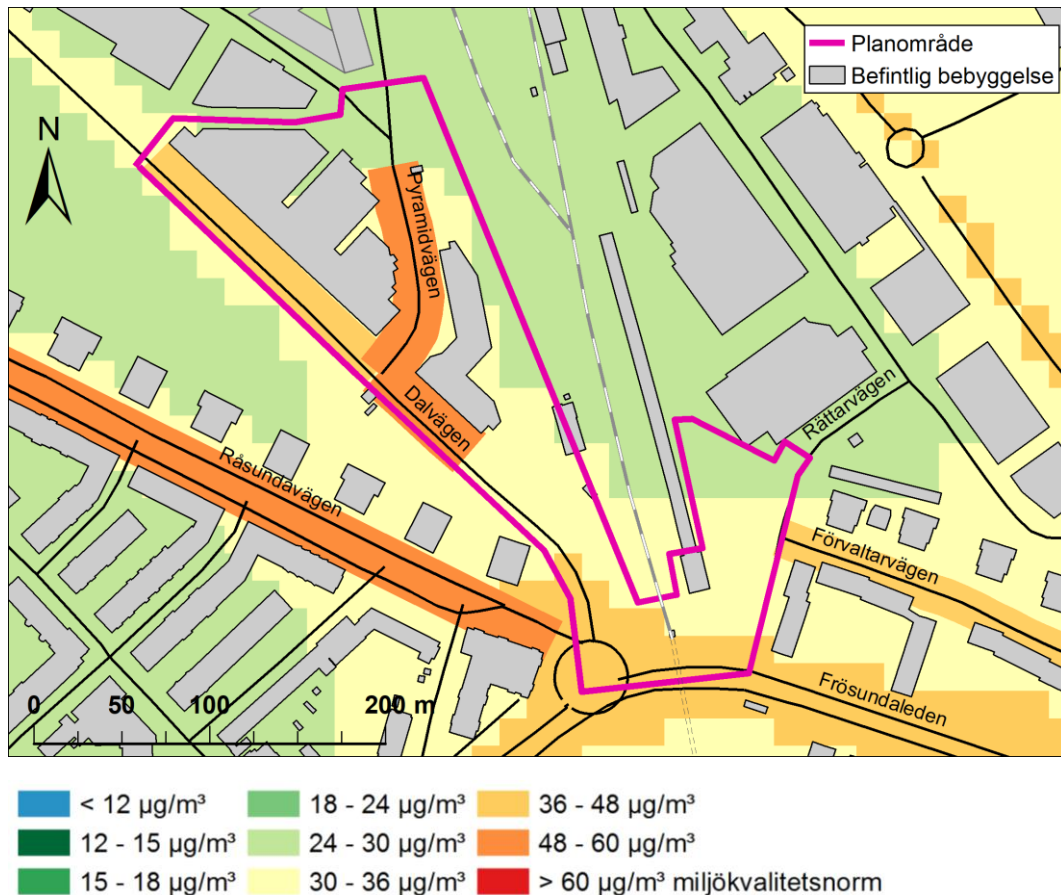 Planområde
Befintlig bebyggelse
N
Pyramidvägen
Dalvägen
Råsundavägen
Rättarvägen
Förvaltarvägen
Frösundaleden
0 50 100 200 m
< 12 µg/m³ 18 - 24 µg/m³ 36 - 48 µg/m³
12 - 15 µg/m³ 24 - 30 µg/m³ 48 - 60 µg/m³
15 - 18 µg/m³ 30 - 36 µg/m³ > 60 µg/m³ miljökvalitetsnorm